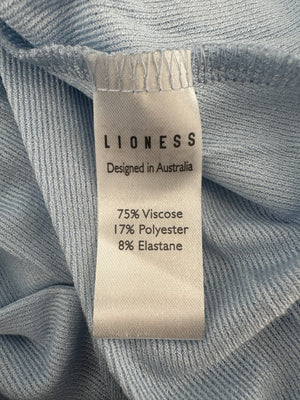 LIONESS
Designed in Australia
75% Viscose
17% Polyester
8% Elastane